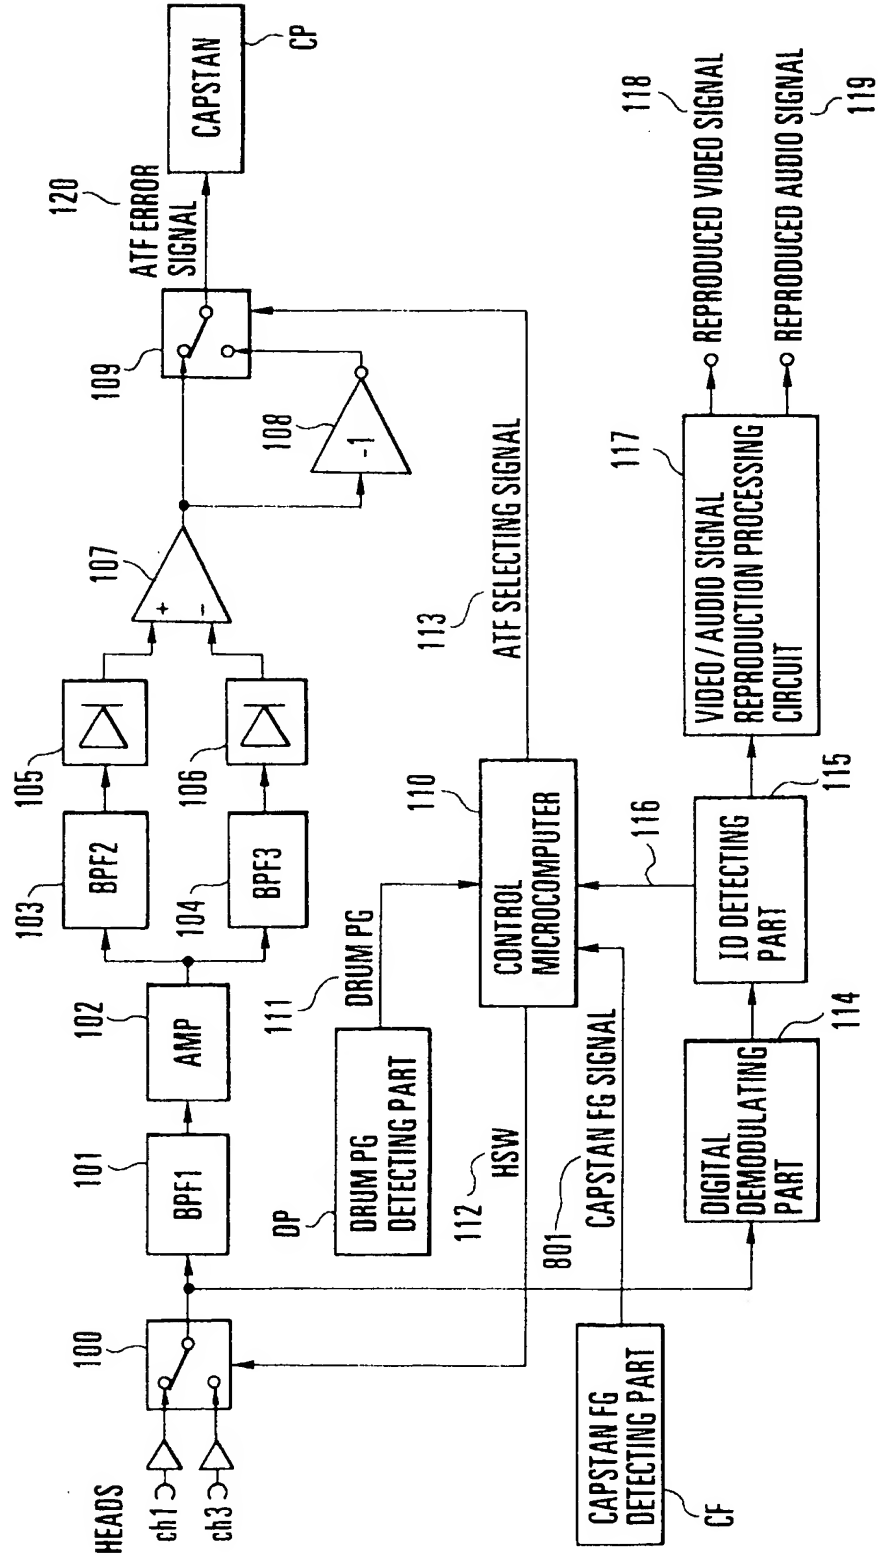 HEADS
ch1
ch3
100
101
BPF1
102
AMP
103
BPF2
104
BPF3
105
106
107
+
−
108
-1
109
120
ATF ERROR
SIGNAL
CAPSTAN
CP
DP
DRUM PG
DETECTING PART
111
DRUM PG
112
HSW
110
CONTROL
MICROCOMPUTER
113
ATF SELECTING SIGNAL
801
CAPSTAN FG SIGNAL
CAPSTAN FG
DETECTING PART
CF
DIGITAL
DEMODULATING
PART
114
116
ID DETECTING
PART
115
117
VIDEO/AUDIO SIGNAL
REPRODUCTION PROCESSING
CIRCUIT
118
REPRODUCED VIDEO SIGNAL
REPRODUCED AUDIO SIGNAL
119